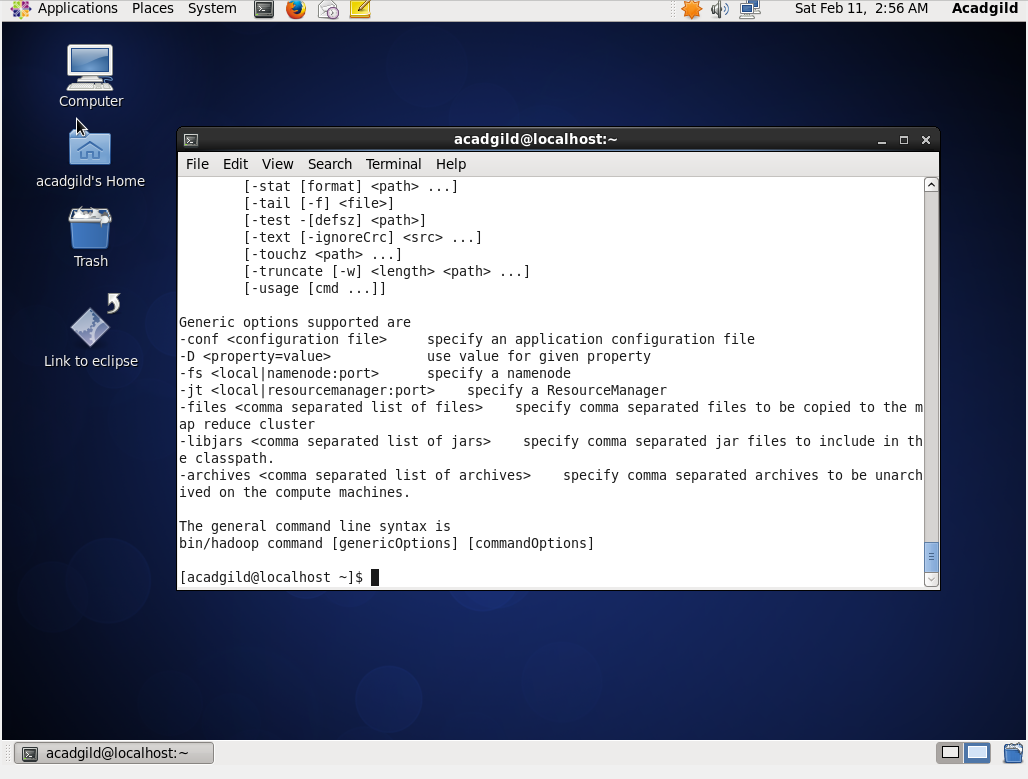 Applications Places System Sat Feb 11, 2:56 AM Acadgild
Computer
acadgild's Home
Trash
Link to eclipse
acadgild@localhost:~
File Edit View Search Terminal Help
[-stat [format] <path> ...]
[-tail [-f] <file>]
[-test -[defsz] <path>]
[-text [-ignoreCrc] <src> ...]
[-touchz <path> ...]
[-truncate [-w] <length> <path> ...]
[-usage [cmd ...]]
Generic options supported are
-conf <configuration file>     specify an application configuration file
-D <property=value>            use value for given property
-fs <local|namenode:port>      specify a namenode
-jt <local|resourcemanager:port>    specify a ResourceManager
-files <comma separated list of files>    specify comma separated files to be copied to the m
ap reduce cluster
-libjars <comma separated list of jars>    specify comma separated jar files to include in th
e classpath.
-archives <comma separated list of archives>    specify comma separated archives to be unarch
ived on the compute machines.
The general command line syntax is
bin/hadoop command [genericOptions] [commandOptions]
[acadgild@localhost ~]$
acadgild@localhost:~